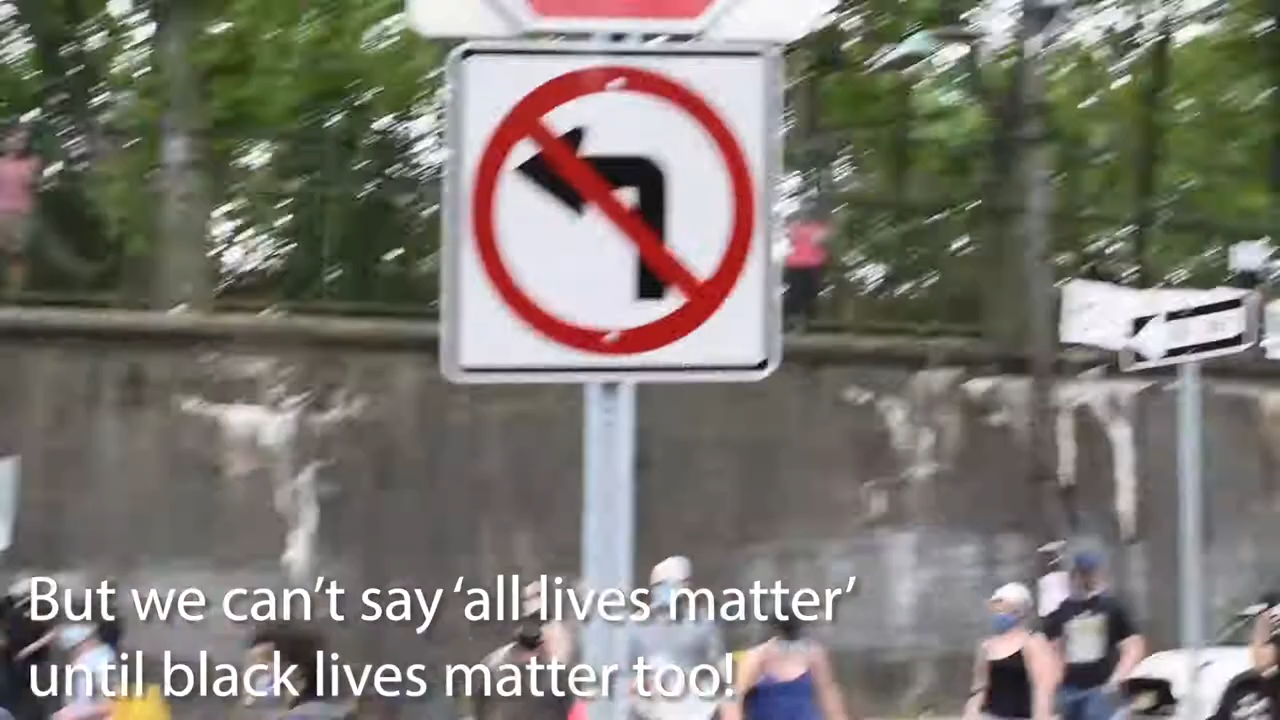 But we can’t say ‘all lives matter’
until black lives matter too!